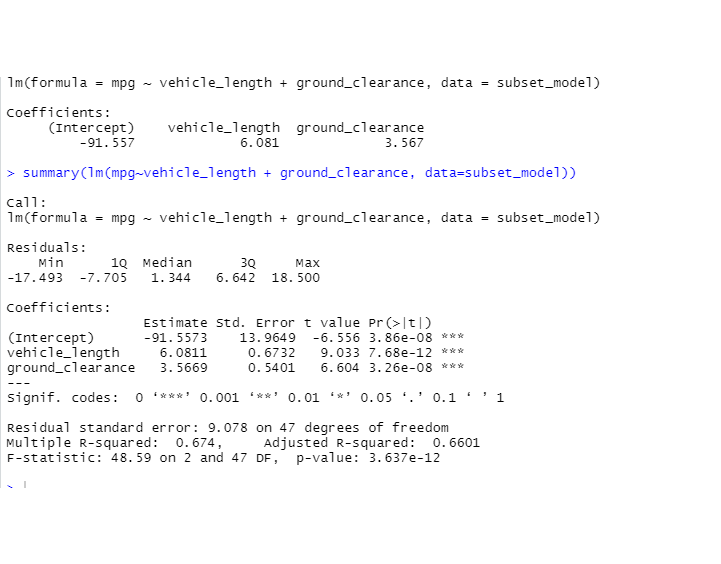 lm(formula = mpg ~ vehicle_length + ground_clearance, data = subset_model)
Coefficients:
(Intercept) vehicle_length ground_clearance
-91.557 6.081 3.567
> summary(lm(mpg~vehicle_length + ground_clearance, data=subset_model))
Call:
lm(formula = mpg ~ vehicle_length + ground_clearance, data = subset_model)
Residuals:
Min 1Q Median 3Q Max
-17.493 -7.705 1.344 6.642 18.500
Coefficients:
Estimate Std. Error t value Pr(>|t|)
(Intercept) -91.5573 13.9649 -6.556 3.86e-08 ***
vehicle_length 6.0811 0.6732 9.033 7.68e-12 ***
ground_clearance 3.5669 0.5401 6.604 3.26e-08 ***
---
Signif. codes: 0 ‘***’ 0.001 ‘**’ 0.01 ‘*’ 0.05 ‘.’ 0.1 ‘ ’ 1
Residual standard error: 9.078 on 47 degrees of freedom
Multiple R-squared: 0.674, Adjusted R-squared: 0.6601
F-statistic: 48.59 on 2 and 47 DF, p-value: 3.637e-12
>